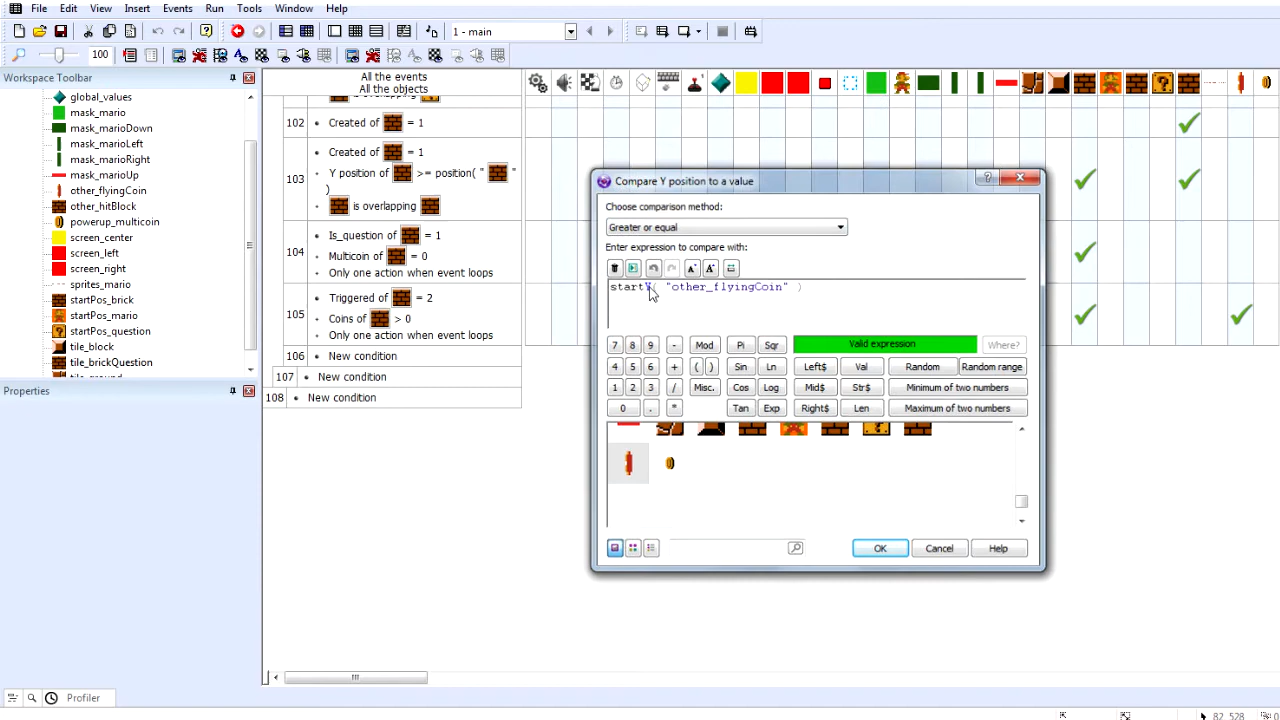 File Edit View Insert Events Run Tools Window Help
1 - main
100
Workspace Toolbar
global_values
mask_mario
mask_marioDown
mask_marioLeft
mask_marioRight
mask_marioUp
other_flyingCoin
other_hitBlock
powerup_multicoin
screen_center
screen_left
screen_right
sprites_mario
startPos_brick
startPos_mario
startPos_question
tile_block
tile_brickQuestion
Properties
Profiler
All the events
All the objects
102 • Created of = 1
• Created of = 1
103 • Y position of >= position( " "
)
• is overlapping
• Is_question of = 1
104 • Multicoin of = 0
• Only one action when event loops
• Triggered of = 2
105 • Coins of > 0
• Only one action when event loops
106 • New condition
107 • New condition
108 • New condition
Compare Y position to a value
Choose comparison method:
Greater or equal
Enter expression to compare with:
startY( "other_flyingCoin" )
7 8 9 - Mod Pi Sqr Valid expression Where?
4 5 6 + ( ) Sin Ln Left$ Val Random Random range
1 2 3 / Misc. Cos Log Mid$ Str$ Minimum of two numbers
0 . * Tan Exp Right$ Len Maximum of two numbers
OK Cancel Help
82, 528